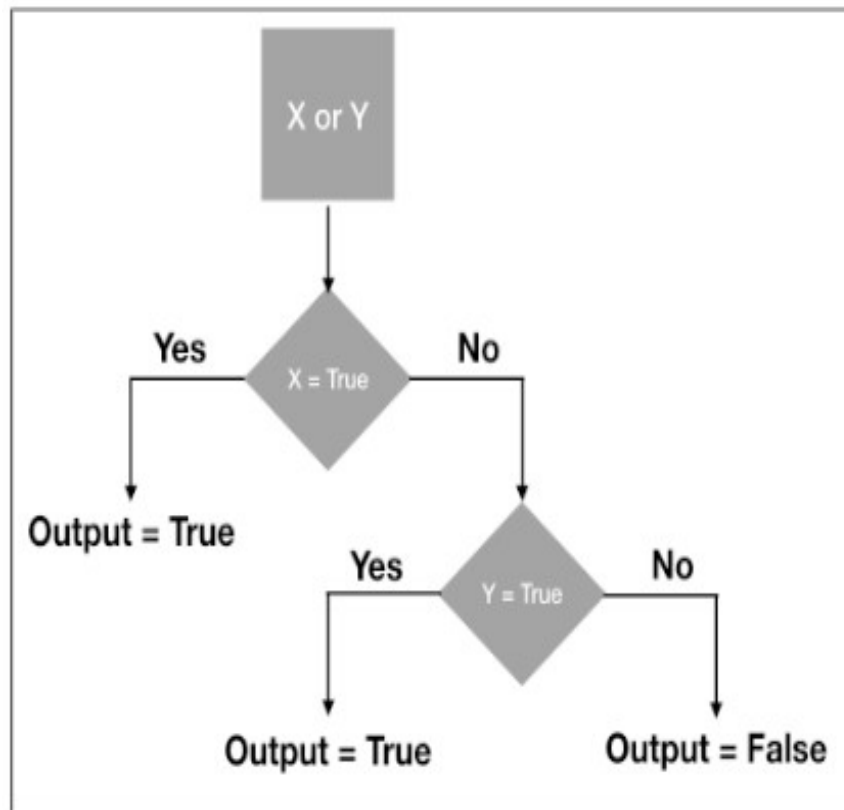 X or Y
Yes
No
X = True
Output = True
Yes
No
Y = True
Output = True
Output = False